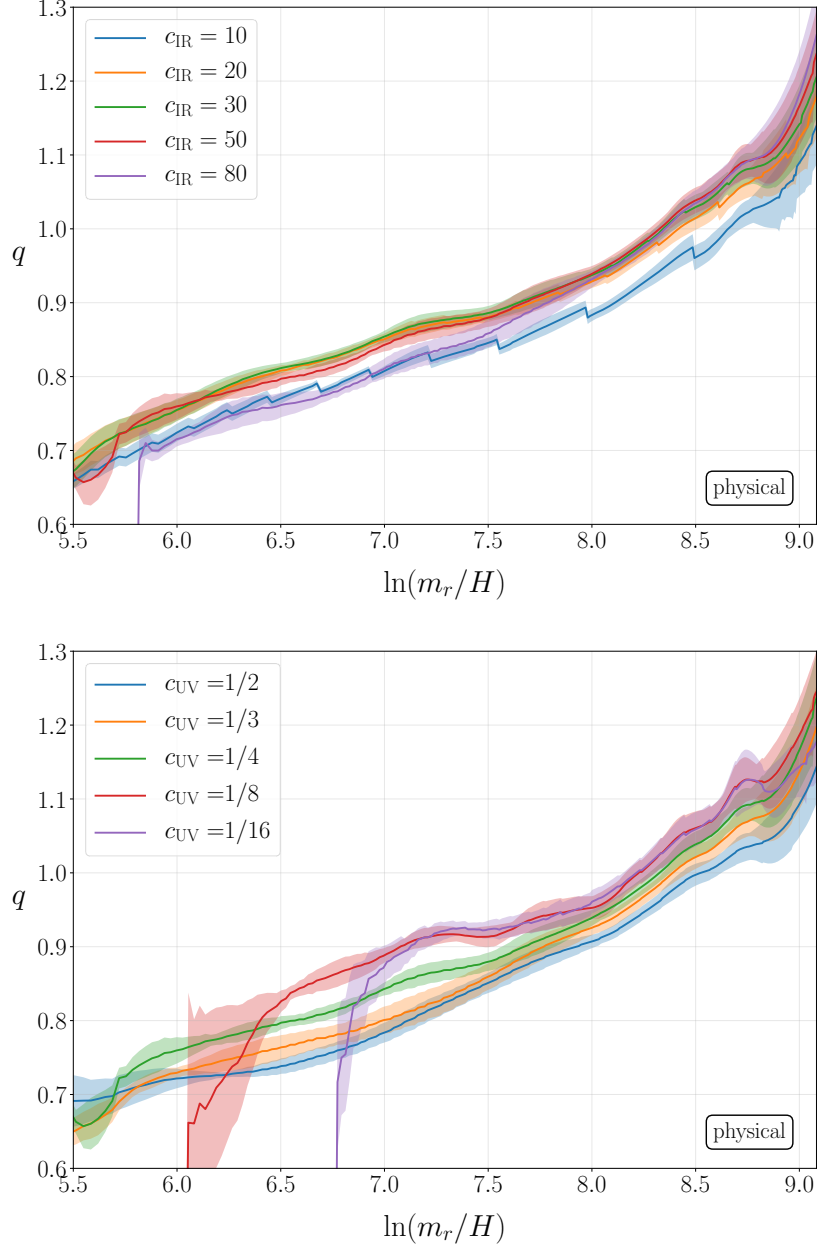 1.3
c_IR = 10
c_IR = 20
c_IR = 30
c_IR = 50
c_IR = 80
1.2
1.1
1.0
q
0.9
0.8
0.7
physical
0.6
5.5 6.0 6.5 7.0 7.5 8.0 8.5 9.0
ln(m_r/H)
1.3
c_UV =1/2
c_UV =1/3
c_UV =1/4
c_UV =1/8
c_UV =1/16
1.2
1.1
1.0
q
0.9
0.8
0.7
physical
0.6
5.5 6.0 6.5 7.0 7.5 8.0 8.5 9.0
ln(m_r/H)